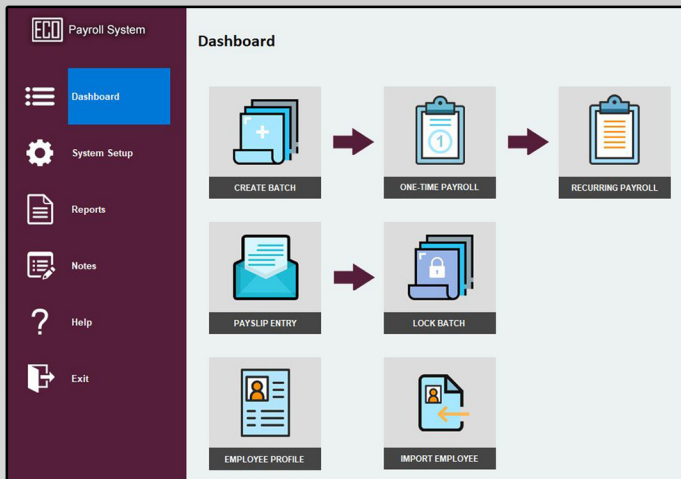 ECO Payroll System
Dashboard
Dashboard
System Setup
Reports
Notes
Help
Exit
CREATE BATCH
1
ONE-TIME PAYROLL
RECURRING PAYROLL
PAYSLIP ENTRY
LOCK BATCH
EMPLOYEE PROFILE
IMPORT EMPLOYEE